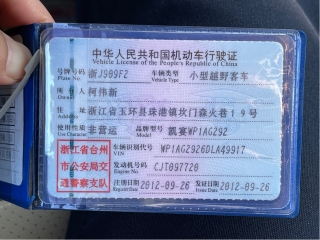 中华人民共和国机动车行驶证
Vehicle License of the People's Republic of China
号牌号码 浙J909FZ 车辆类型 小型越野客车
Plate No. Vehicle Type
所有人 柯伟新
Owner
住址 浙江省玉环县珠港镇坎门森火巷19号
Address
使用性质 非营运 品牌型号 凯宴WP1AG292
Use Character Model
浙江省台州
市公安局交
通警察支队
车辆识别代号 WP1AG2926DLA49917
VIN
发动机号码 CJT097720
Engine No.
注册日期 2012-09-26 发证日期 2012-09-26
Register Date Issue Date